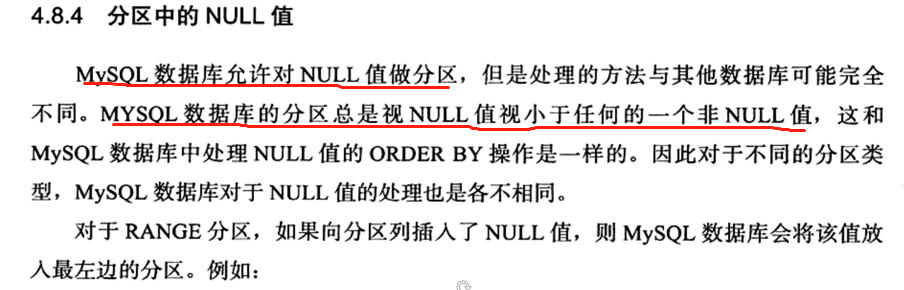 4.8.4 分区中的 NULL 值
MySQL 数据库允许对 NULL 值做分区，但是处理的方法与其他数据库可能完全
不同。MYSQL 数据库的分区总是视 NULL 值视小于任何的一个非 NULL 值，这和
MySQL 数据库中处理 NULL 值的 ORDER BY 操作是一样的。因此对于不同的分区类
型，MySQL 数据库对于 NULL 值的处理也是各不相同。
对于 RANGE 分区，如果向分区列插入了 NULL 值，则 MySQL 数据库会将该值放
入最左边的分区。例如：